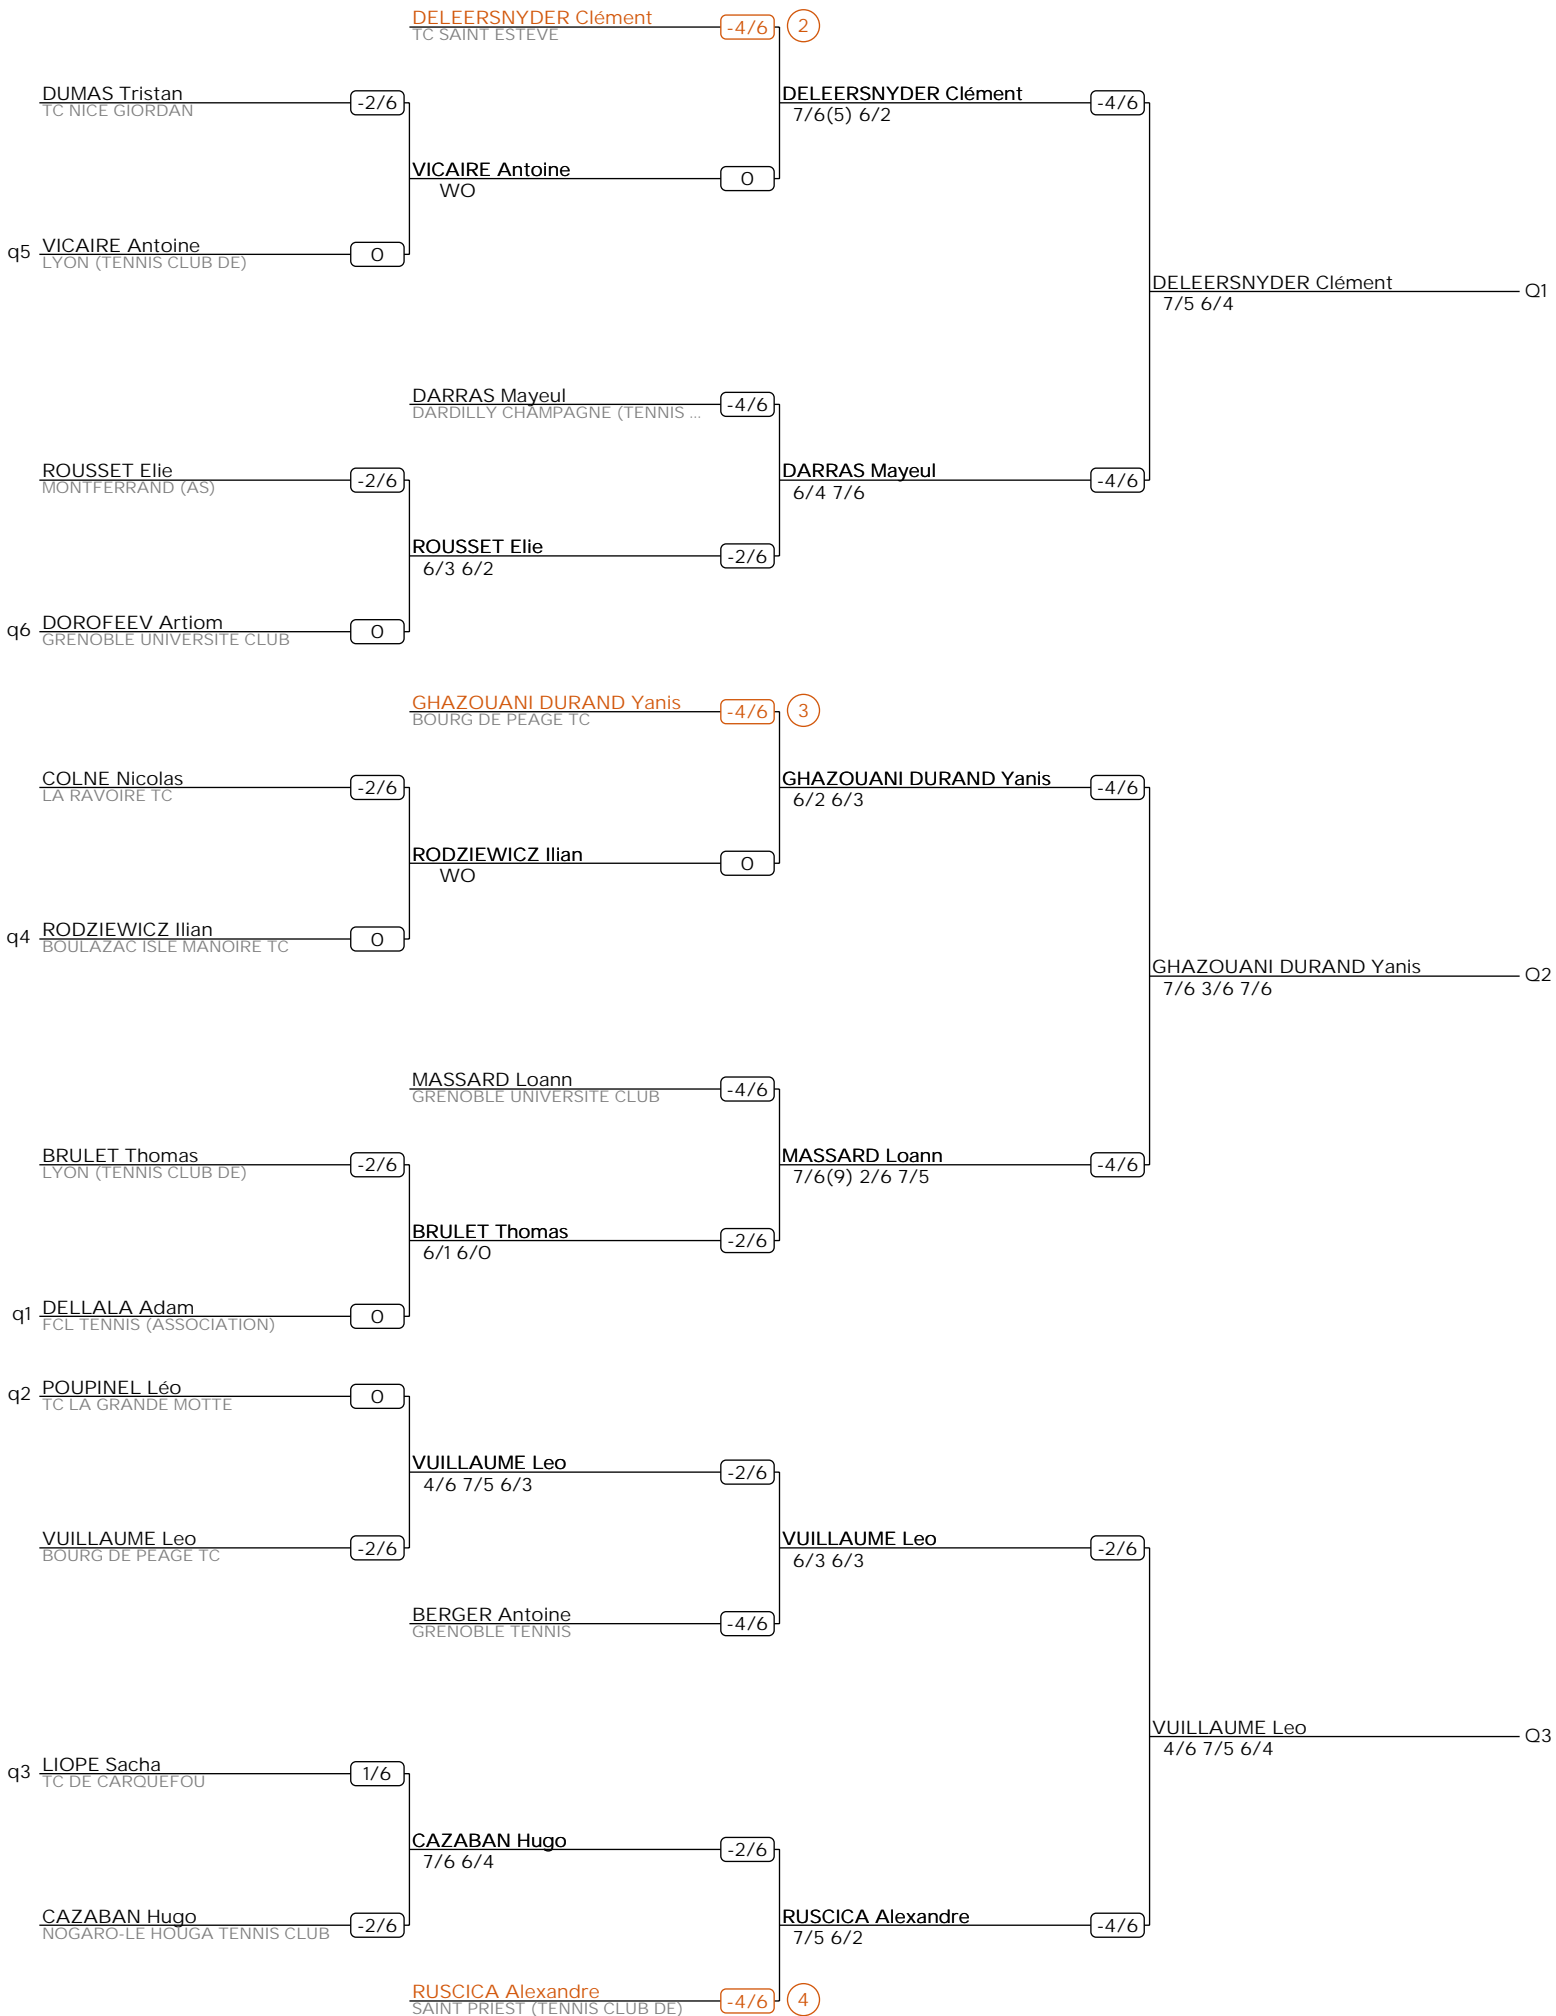 DELEERSNYDER Clément -4/6 2
TC SAINT ESTEVE
DUMAS Tristan -2/6
TC NICE GIORDAN
DELEERSNYDER Clément -4/6
7/6(5) 6/2
VICAIRE Antoine 0
WO
q5 VICAIRE Antoine 0
LYON (TENNIS CLUB DE)
DELEERSNYDER Clément Q1
7/5 6/4
DARRAS Mayeul -4/6
DARDILLY CHAMPAGNE (TENNIS ...
ROUSSET Elie -2/6
MONTFERRAND (AS)
DARRAS Mayeul -4/6
6/4 7/6
ROUSSET Elie -2/6
6/3 6/2
q6 DOROFEEV Artiom 0
GRENOBLE UNIVERSITE CLUB
GHAZOUANI DURAND Yanis -4/6 3
BOURG DE PEAGE TC
COLNE Nicolas -2/6
LA RAVOIRE TC
GHAZOUANI DURAND Yanis -4/6
6/2 6/3
RODZIEWICZ Ilian 0
WO
q4 RODZIEWICZ Ilian 0
BOULAZAC ISLE MANOIRE TC
GHAZOUANI DURAND Yanis Q2
7/6 3/6 7/6
MASSARD Loann -4/6
GRENOBLE UNIVERSITE CLUB
BRULET Thomas -2/6
LYON (TENNIS CLUB DE)
MASSARD Loann -4/6
7/6(9) 2/6 7/5
BRULET Thomas -2/6
6/1 6/0
q1 DELLALA Adam 0
FCL TENNIS (ASSOCIATION)
q2 POUPINEL Léo 0
TC LA GRANDE MOTTE
VUILLAUME Leo -2/6
4/6 7/5 6/3
VUILLAUME Leo -2/6
BOURG DE PEAGE TC
VUILLAUME Leo -2/6
6/3 6/3
BERGER Antoine -4/6
GRENOBLE TENNIS
VUILLAUME Leo Q3
4/6 7/5 6/4
q3 LIOPE Sacha 1/6
TC DE CARQUEFOU
CAZABAN Hugo -2/6
7/6 6/4
CAZABAN Hugo -2/6
NOGARO-LE HOUGA TENNIS CLUB
RUSCICA Alexandre -4/6
7/5 6/2
RUSCICA Alexandre -4/6 4
SAINT PRIEST (TENNIS CLUB DE)